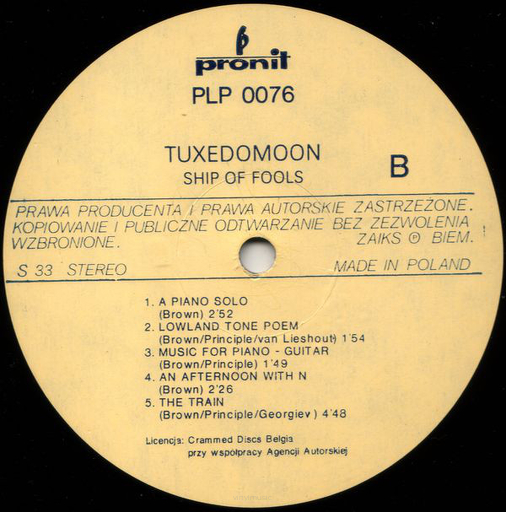 pronit
PLP 0076
TUXEDOMOON
SHIP OF FOOLS
B
PRAWA PRODUCENTA I PRAWA AUTORSKIE ZASTRZEŻONE.
KOPIOWANIE I PUBLICZNE ODTWARZANIE BEZ ZEZWOLENIA
WZBRONIONE. ZAIKS ℗ BIEM.
S 33 STEREO MADE IN POLAND
1. A PIANO SOLO
(Brown) 2'52
2. LOWLAND TONE POEM
(Brown/Principle/van Lieshout) 1'54
3. MUSIC FOR PIANO - GUITAR
(Brown/Principle) 1'49
4. AN AFTERNOON WITH N
(Brown) 2'26
5. THE TRAIN
(Brown/Principle/Georgiev ) 4'48
Licencja: Crammed Discs Belgia
przy współpracy Agencji Autorskiej